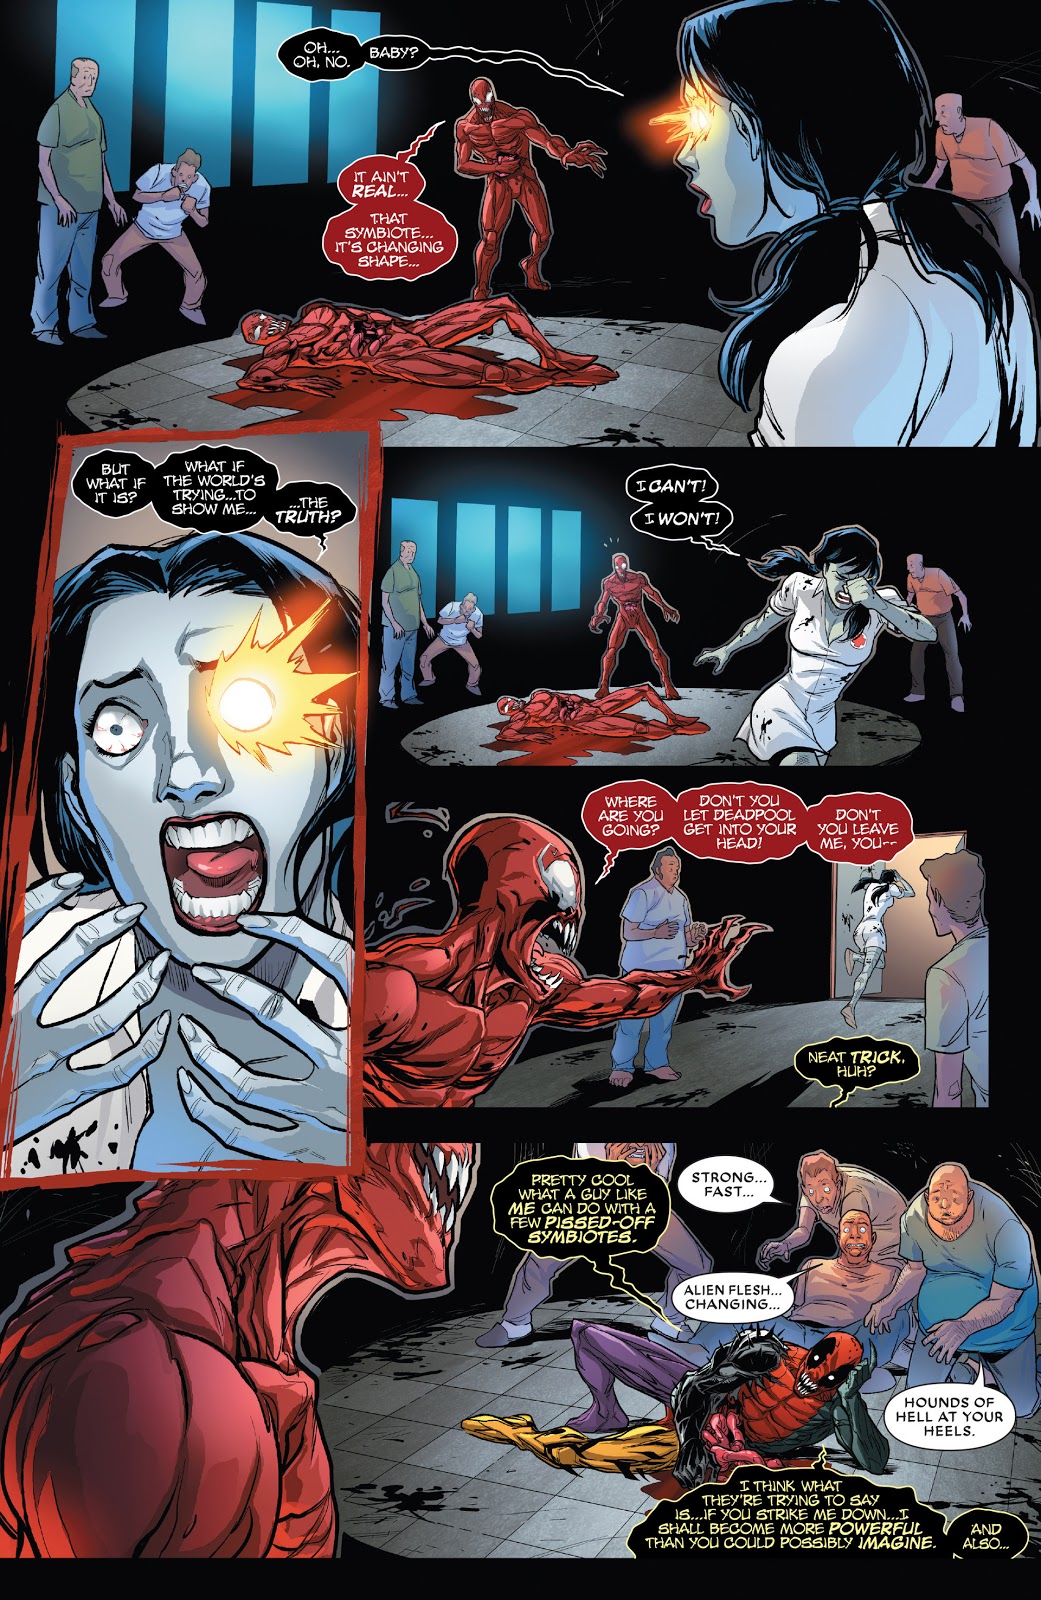 OH...
OH, NO.
BABY?
IT AIN'T
REAL...
THAT
SYMBIOTE...
IT'S CHANGING
SHAPE...
BUT
WHAT IF
IT IS?
WHAT IF
THE WORLD'S
TRYING...TO
SHOW ME...
...THE
TRUTH?
I CAN'T!
I WON'T!
WHERE
ARE YOU
GOING?
DON'T YOU
LET DEADPOOL
GET INTO YOUR
HEAD!
DON'T
YOU LEAVE
ME, YOU--
NEAT TRICK,
HUH?
PRETTY COOL
WHAT A GUY LIKE
ME CAN DO WITH A
FEW PISSED-OFF
SYMBIOTES.
STRONG...
FAST...
ALIEN FLESH...
CHANGING...
HOUNDS OF
HELL AT YOUR
HEELS.
I THINK WHAT
THEY'RE TRYING TO SAY
IS...IF YOU STRIKE ME DOWN...I
SHALL BECOME MORE POWERFUL
THAN YOU COULD POSSIBLY IMAGINE.
AND
ALSO...